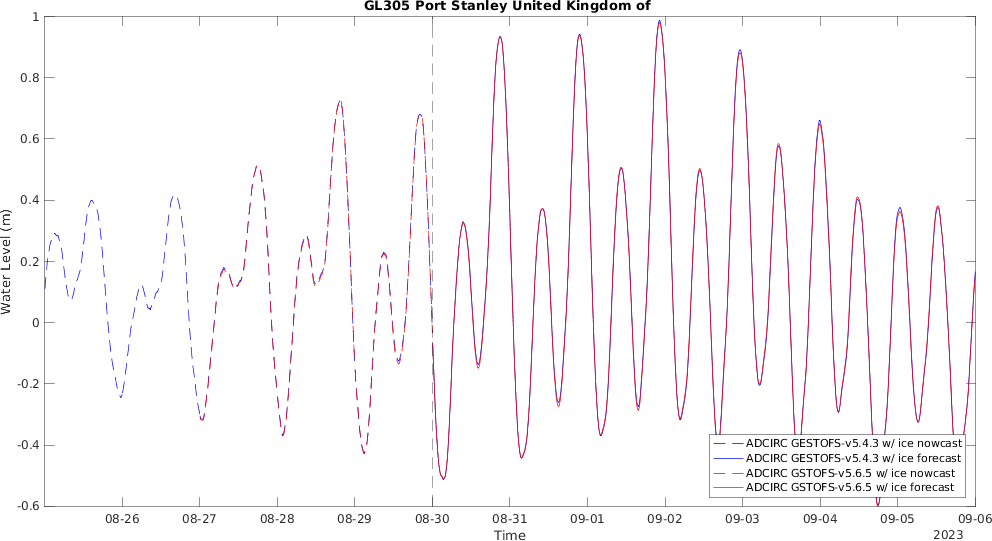 GL305 Port Stanley United Kingdom of
1
0.8
0.6
0.4
0.2
0
-0.2
-0.4
-0.6
Water Level (m)
ADCIRC GESTOFS-v5.4.3 w/ ice nowcast
ADCIRC GESTOFS-v5.4.3 w/ ice forecast
ADCIRC GSTOFS-v5.6.5 w/ ice nowcast
ADCIRC GSTOFS-v5.6.5 w/ ice forecast
08-26 08-27 08-28 08-29 08-30 08-31 09-01 09-02 09-03 09-04 09-05 09-06
Time
2023